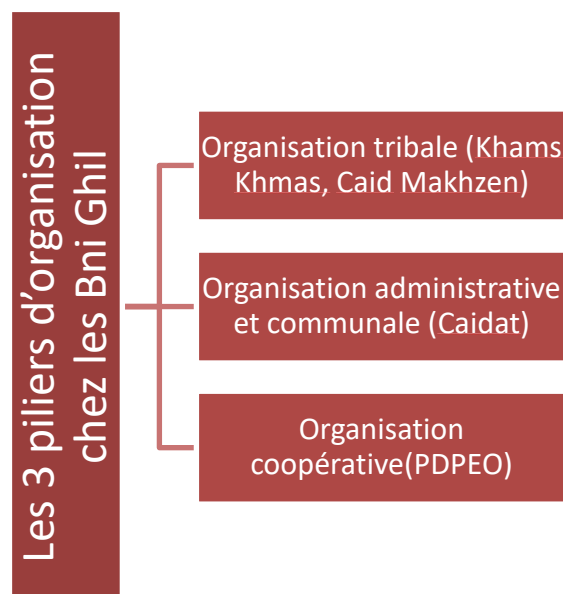 Les 3 piliers d’organisation
chez les Bni Ghil
Organisation tribale (Khams
Khmas, Caid Makhzen)
Organisation administrative
et communale (Caidat)
Organisation
coopérative(PDPEO)